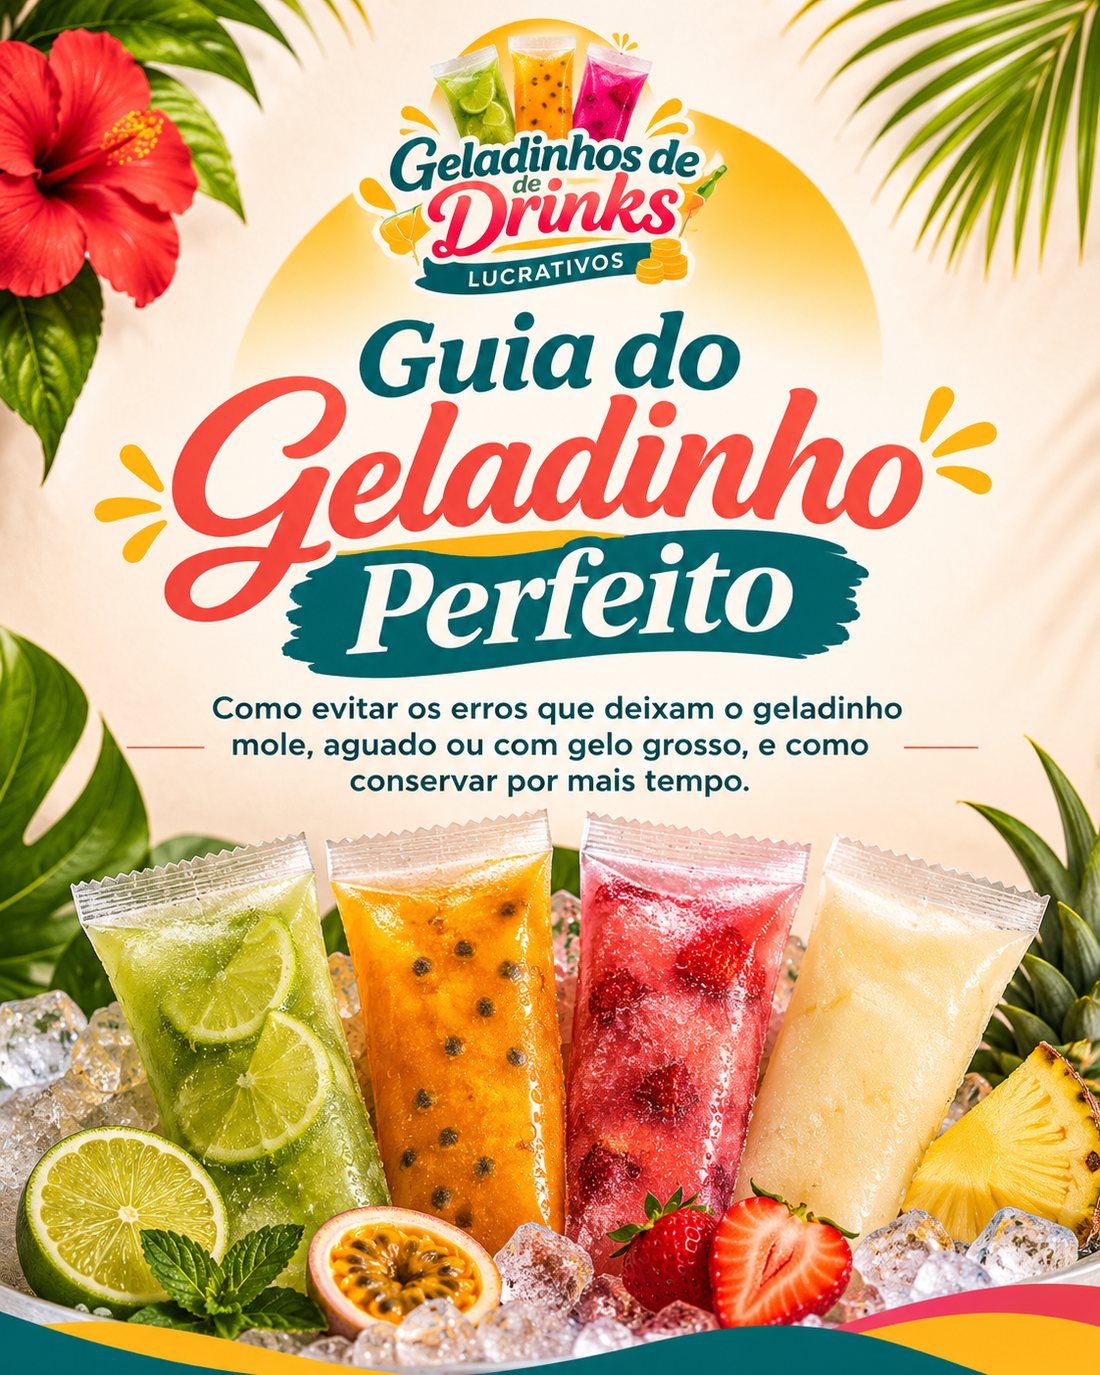 Geladinhos de
de
Drinks
LUCRATIVOS
Guia do
Geladinho
Perfeito
Como evitar os erros que deixam o geladinho
mole, aguado ou com gelo grosso, e como
conservar por mais tempo.